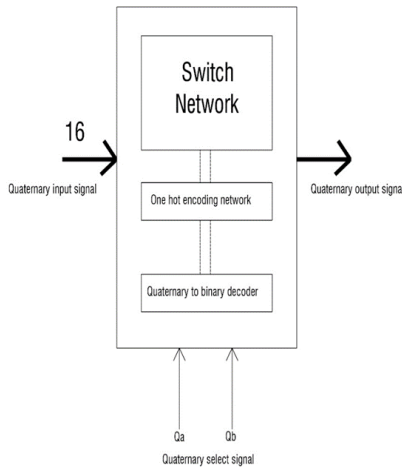 Switch
Network
16
Quaternary input signal
Quaternary output signa
One hot encoding network
Quaternary to binary decoder
Qa
Qb
Quaternary select signal